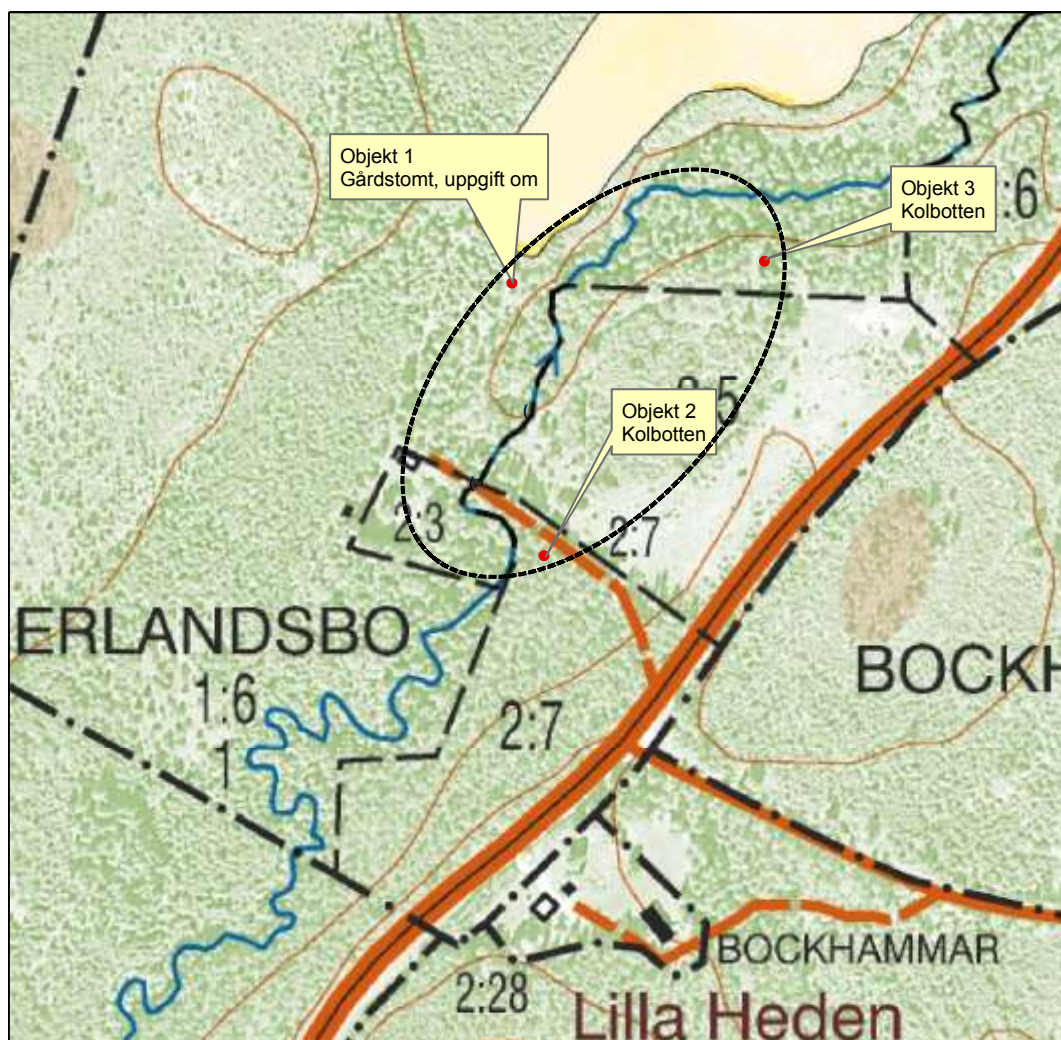 Objekt 1
Gårdstomt, uppgift om
Objekt 3
Kolbotten
:6
Objekt 2
Kolbotten
:5
2:3
2:7
ERLANDSBO
BOCKH
1:6
1
2:7
BOCKHAMMAR
2:28
Lilla Heden